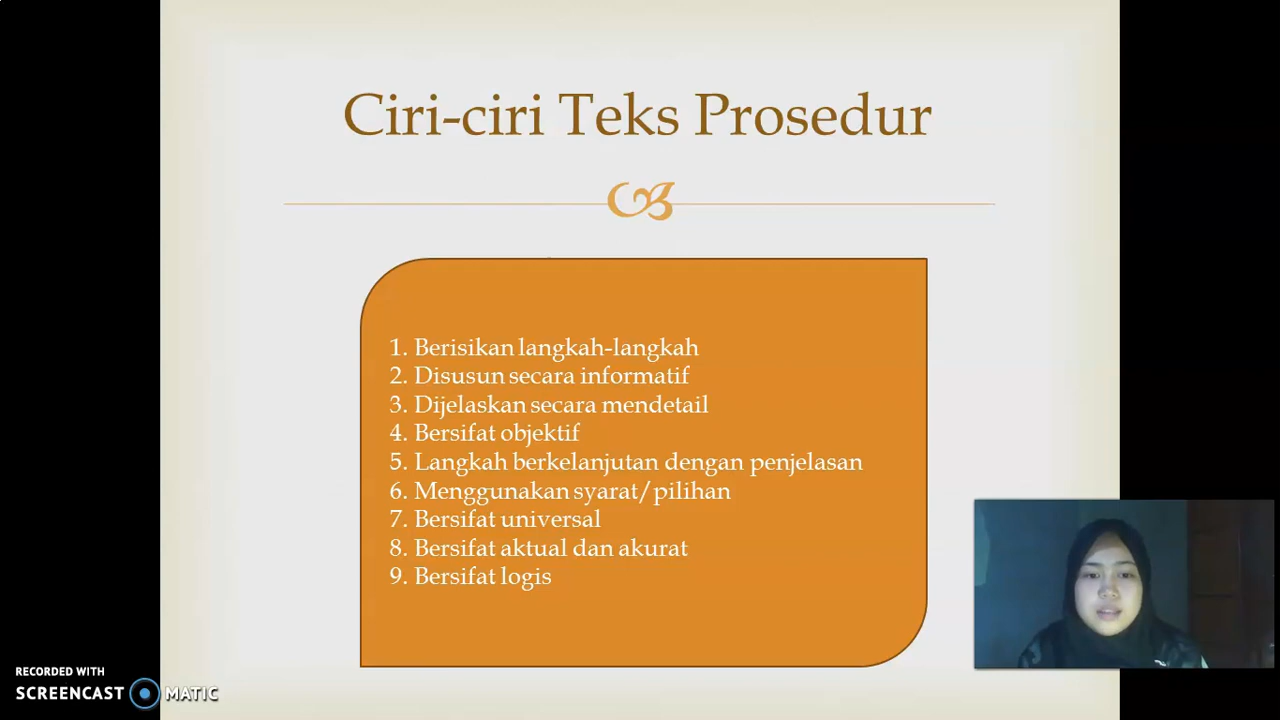 Ciri-ciri Teks Prosedur
1. Berisikan langkah-langkah
2. Disusun secara informatif
3. Dijelaskan secara mendetail
4. Bersifat objektif
5. Langkah berkelanjutan dengan penjelasan
6. Menggunakan syarat/pilihan
7. Bersifat universal
8. Bersifat aktual dan akurat
9. Bersifat logis
RECORDED WITH
SCREENCAST MATIC